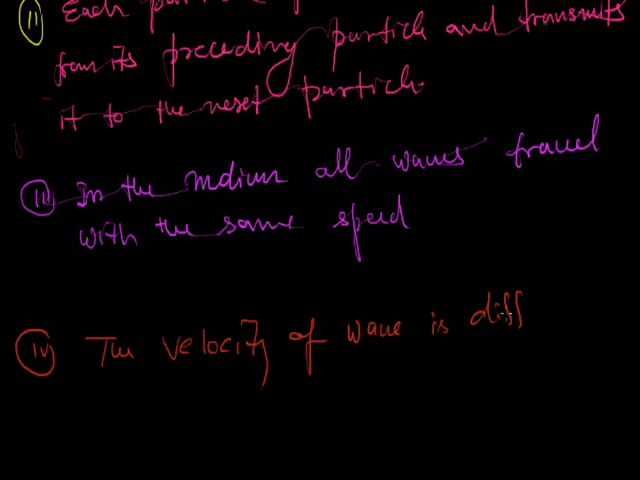 (ii) Each
from its preceding particle and transmits
it to the next particle.
(iii) In the mdium all waves travel
with the same speed
(iv) The velocity of wave is diff